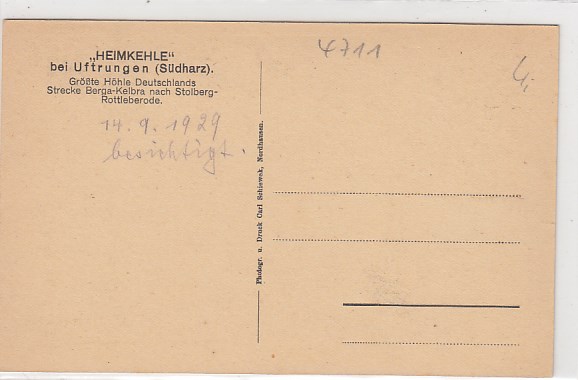 „HEIMKEHLE“
bei Uftrungen (Südharz).
Größte Höhle Deutschlands
Strecke Berga-Kelbra nach Stolberg-
Rottleberode.
14. 9. 1929
besichtigt.
Photogr. u. Druck Carl Schiewek, Nordhausen.
4711